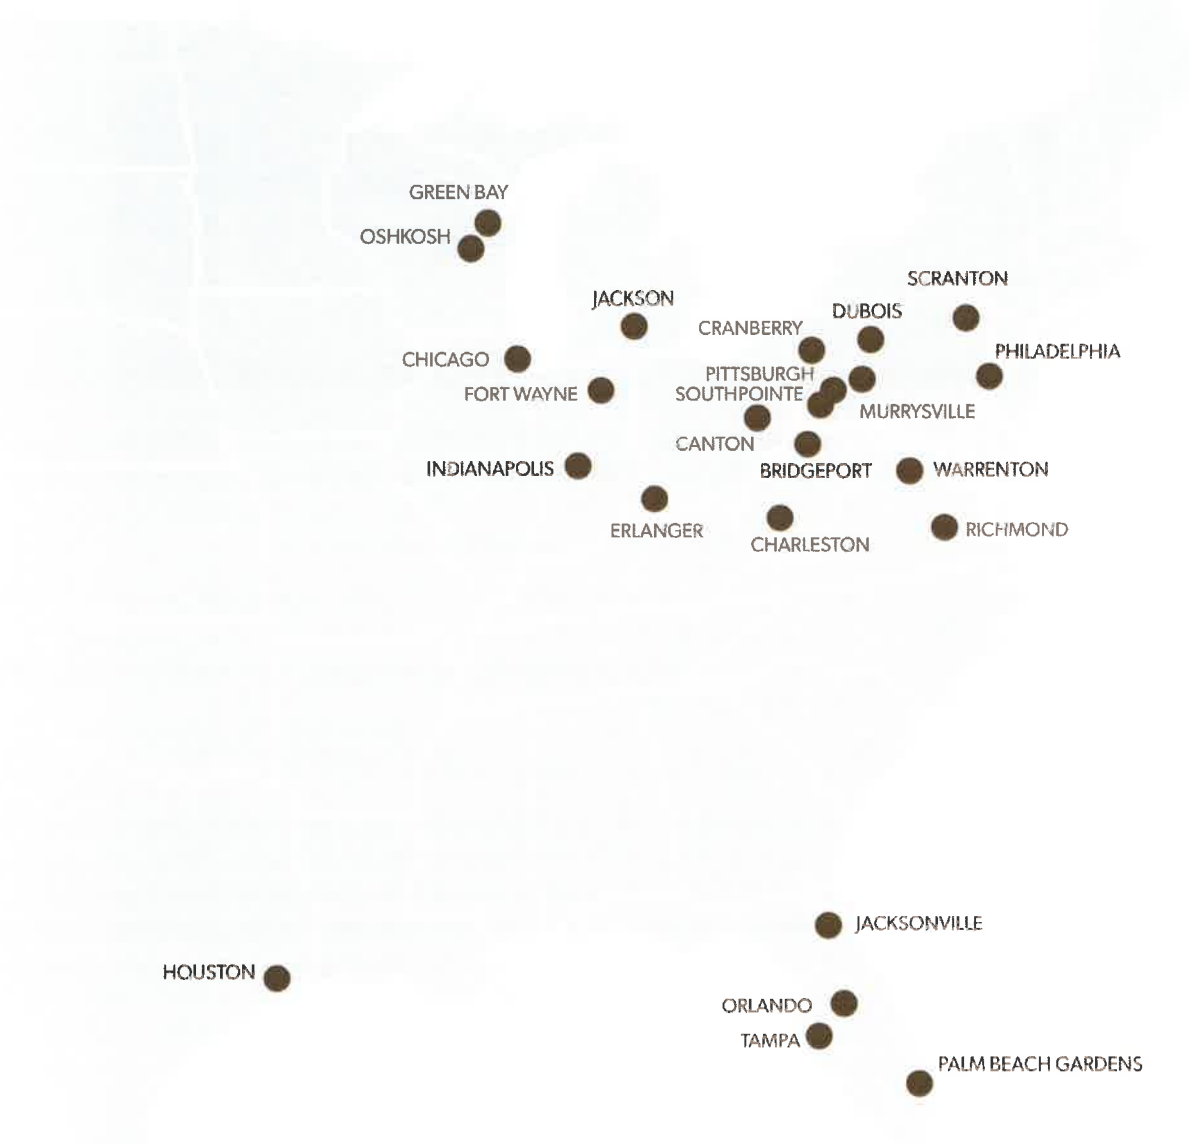 GREEN BAY
OSHKOSH
SCRANTON
JACKSON
DUBOIS
CRANBERRY
PHILADELPHIA
CHICAGO
PITTSBURGH
FORT WAYNE
SOUTHPOINTE
MURRYSVILLE
CANTON
INDIANAPOLIS
BRIDGEPORT
WARRENTON
ERLANGER
RICHMOND
CHARLESTON
JACKSONVILLE
HOUSTON
ORLANDO
TAMPA
PALM BEACH GARDENS